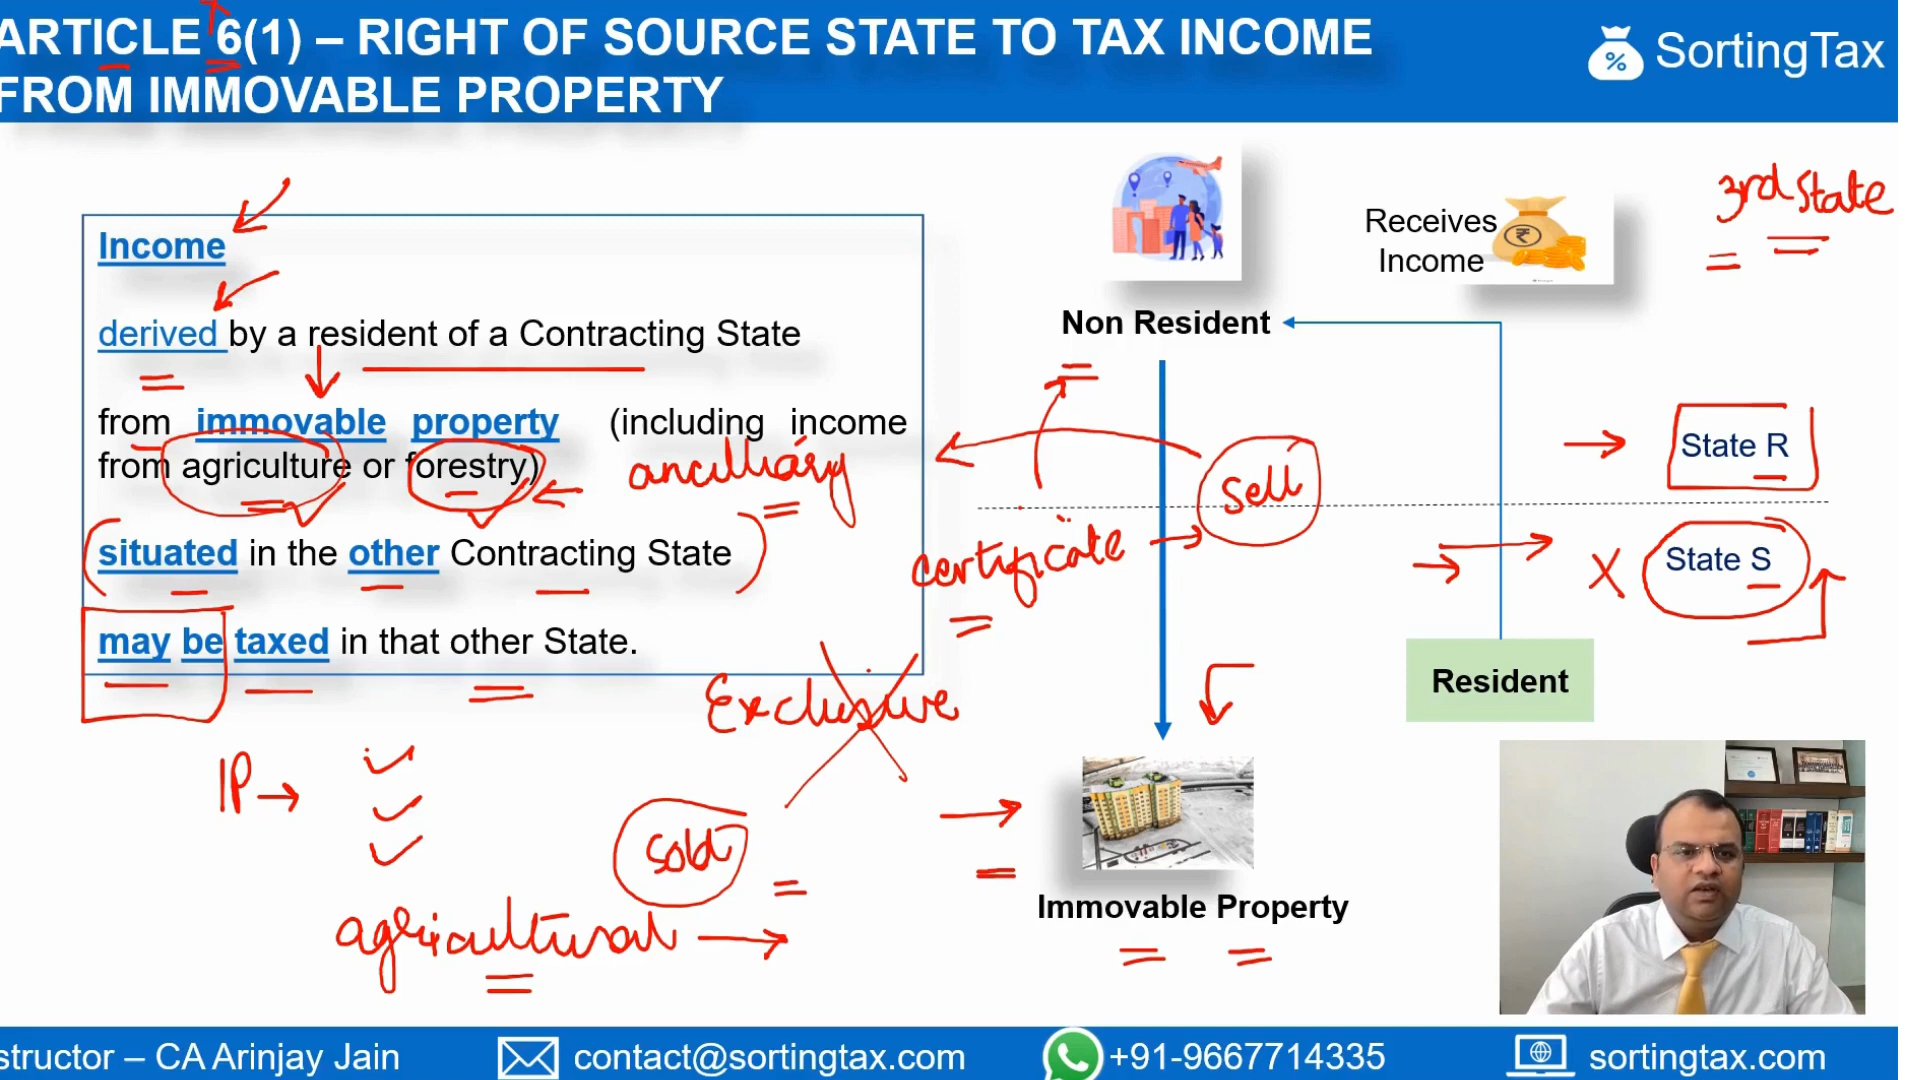 ARTICLE 6(1) – RIGHT OF SOURCE STATE TO TAX INCOME
FROM IMMOVABLE PROPERTY
SortingTax
Income
derived by a resident of a Contracting State
from immovable property (including income
from agriculture or forestry)
ancilliary
situated in the other Contracting State
may be taxed in that other State.
Exclusive
IP
sold
agricultural
Receives
Income
3rd State
Non Resident
State R
sell
certificate
X State S
Resident
Immovable Property
structor – CA Arinjay Jain
contact@sortingtax.com
+91-9667714335
sortingtax.com